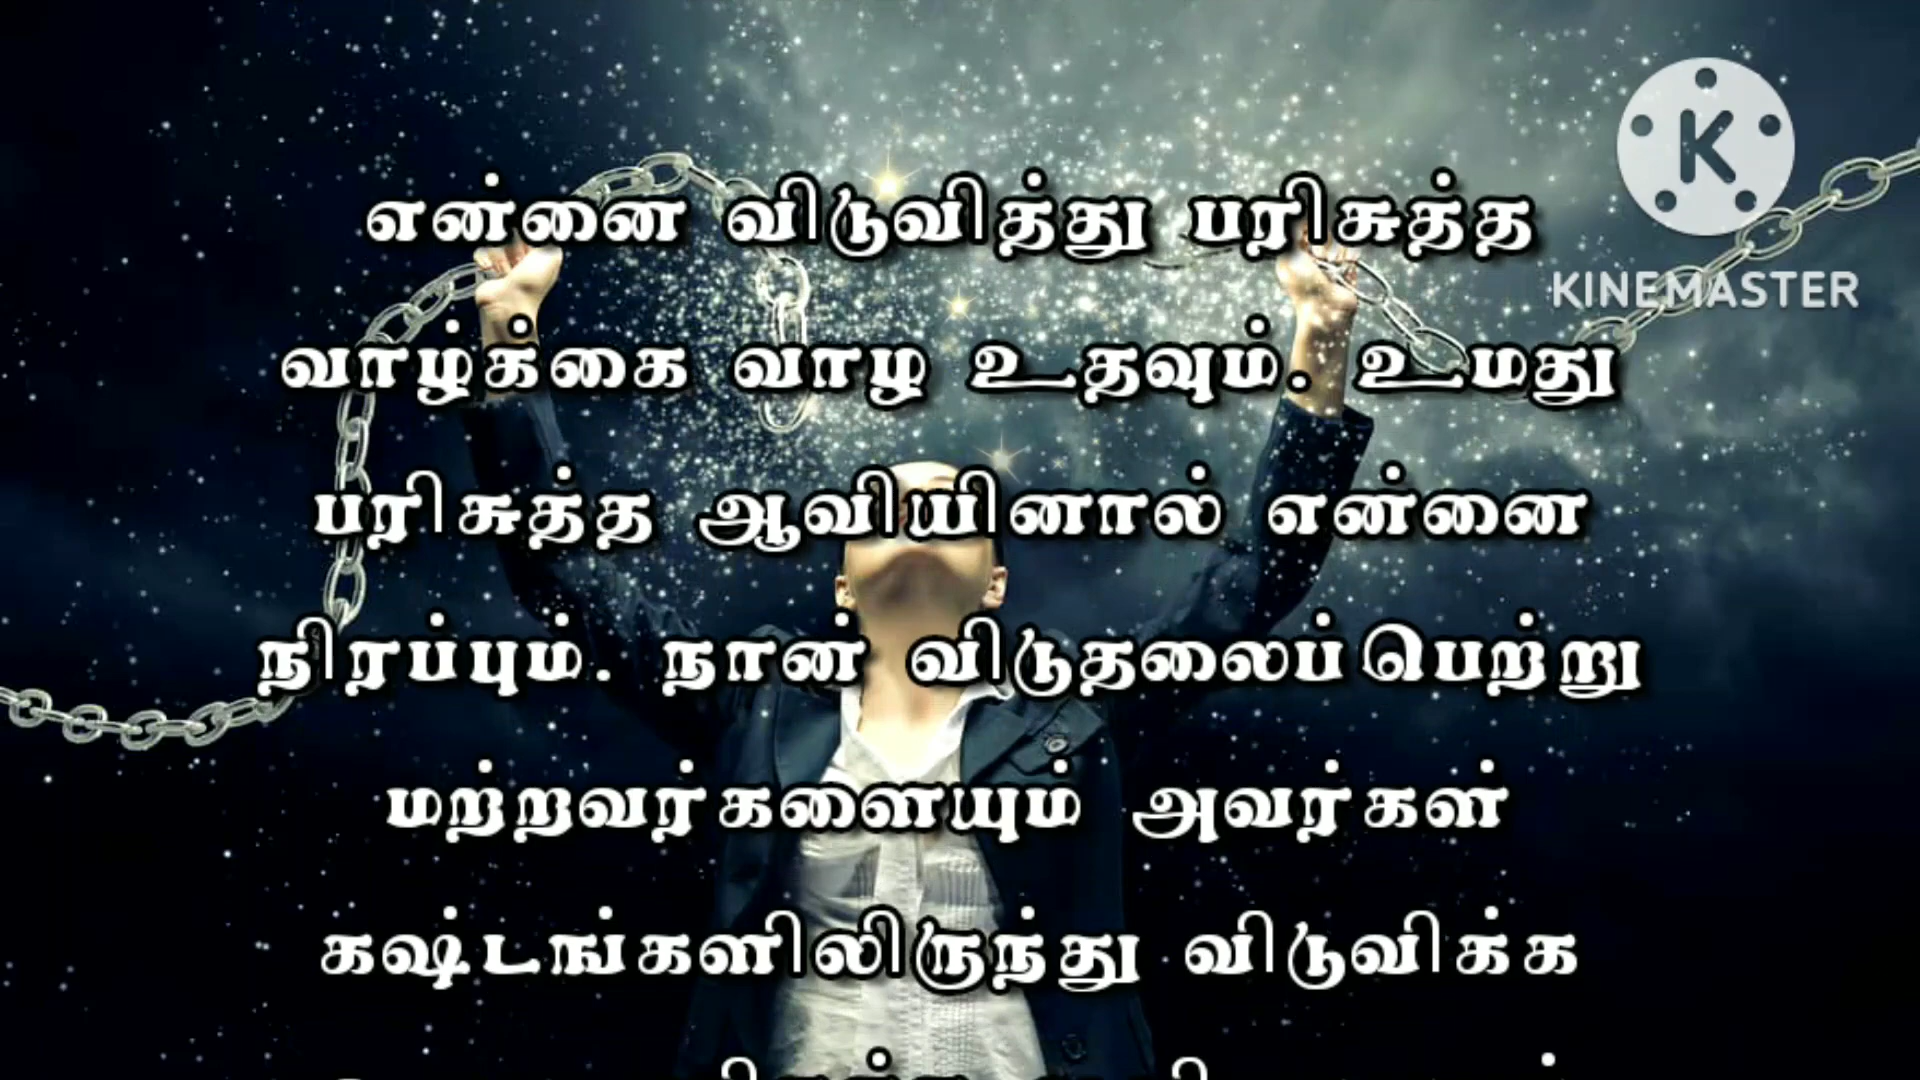 என்னை விடுவித்து பரிசுத்த
வாழ்க்கை வாழ உதவும். உமது
பரிசுத்த ஆவியினால் என்னை
நிரப்பும். நான் விடுதலைப்பெற்று
மற்றவர்களையும் அவர்கள்
கஷ்டங்களிலிருந்து விடுவிக்க
K
KINEMASTER